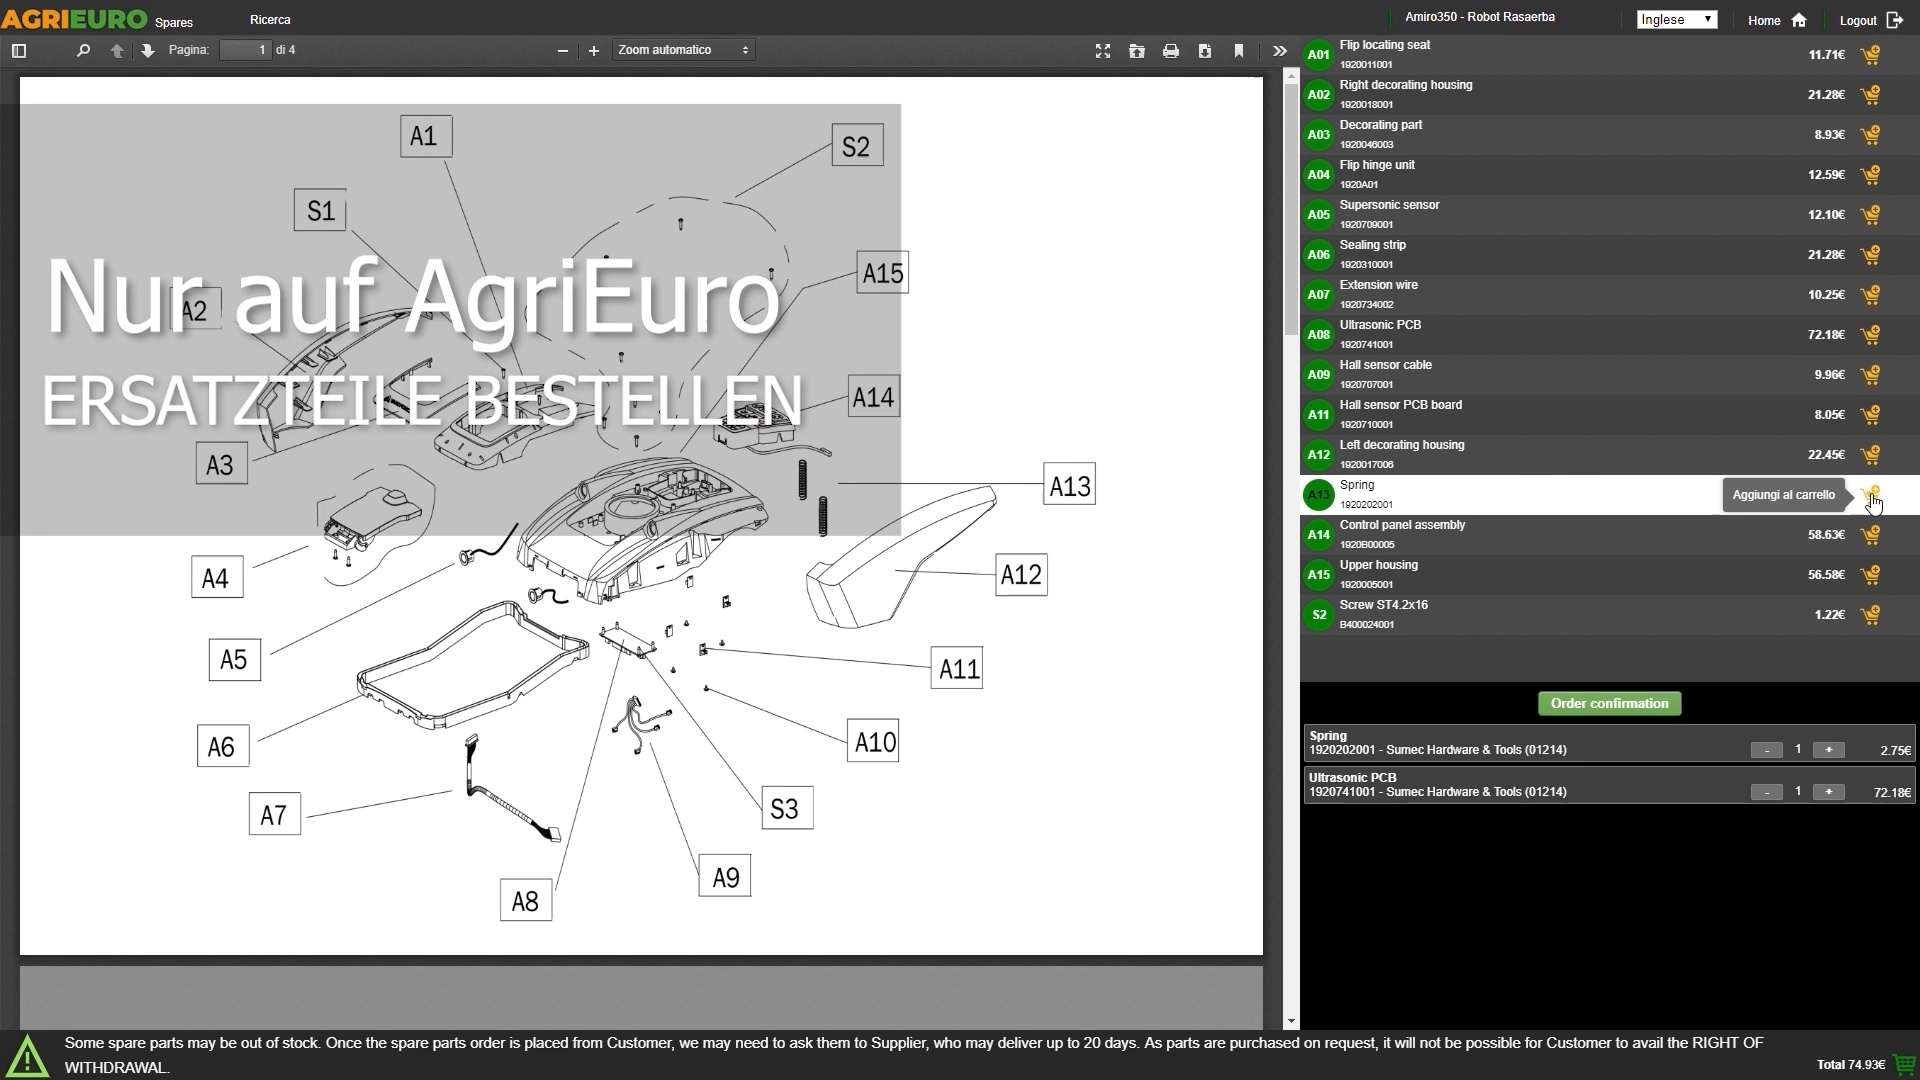 AGRIEURO Spares
Ricerca
Amiro350 - Robot Rasaerba
Inglese
Home
Logout
Pagina: 1 di 4
Zoom automatico
A1
S2
S1
A15
Nur auf AgriEuro
A2
ERSATZTEILE BESTELLEN
A14
A3
A13
A4
A12
A5
A11
A6
A10
A7
S3
A9
A8
A01 Flip locating seat 11.71€
1920011001
A02 Right decorating housing 21.28€
1920018001
A03 Decorating part 8.93€
1920046003
A04 Flip hinge unit 12.59€
1920A01
A05 Supersonic sensor 12.10€
1920709001
A06 Sealing strip 21.28€
1920310001
A07 Extension wire 10.25€
1920734002
A08 Ultrasonic PCB 72.18€
1920741001
A09 Hall sensor cable 9.96€
1920707001
A11 Hall sensor PCB board 8.05€
1920710001
A12 Left decorating housing 22.45€
1920017006
A13 Spring Aggiungi al carrello
1920202001
A14 Control panel assembly 58.63€
1920B00005
A15 Upper housing 56.58€
1920005001
S2 Screw ST4.2x16 1.22€
B400024001
Order confirmation
Spring
1920202001 - Sumec Hardware & Tools (01214) - 1 + 2.75€
Ultrasonic PCB
1920741001 - Sumec Hardware & Tools (01214) - 1 + 72.18€
Some spare parts may be out of stock. Once the spare parts order is placed from Customer, we may need to ask them to Supplier, who may deliver up to 20 days. As parts are purchased on request, it will not be possible for Customer to avail the RIGHT OF
WITHDRAWAL.
Total 74.93€